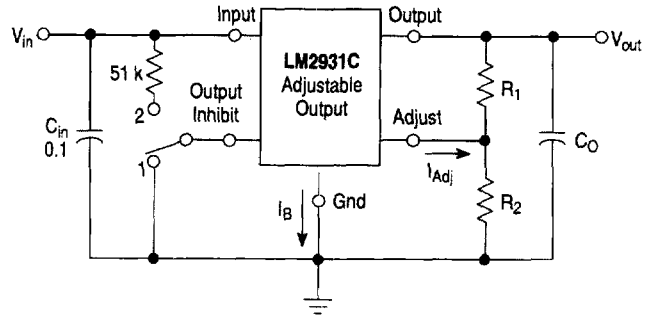 Input
Output
V_in
V_out
LM2931C
Adjustable
Output
51 k
Output
Inhibit
2
1
C_in
0.1
Adjust
I_Adj
R_1
R_2
C_O
I_B
Gnd